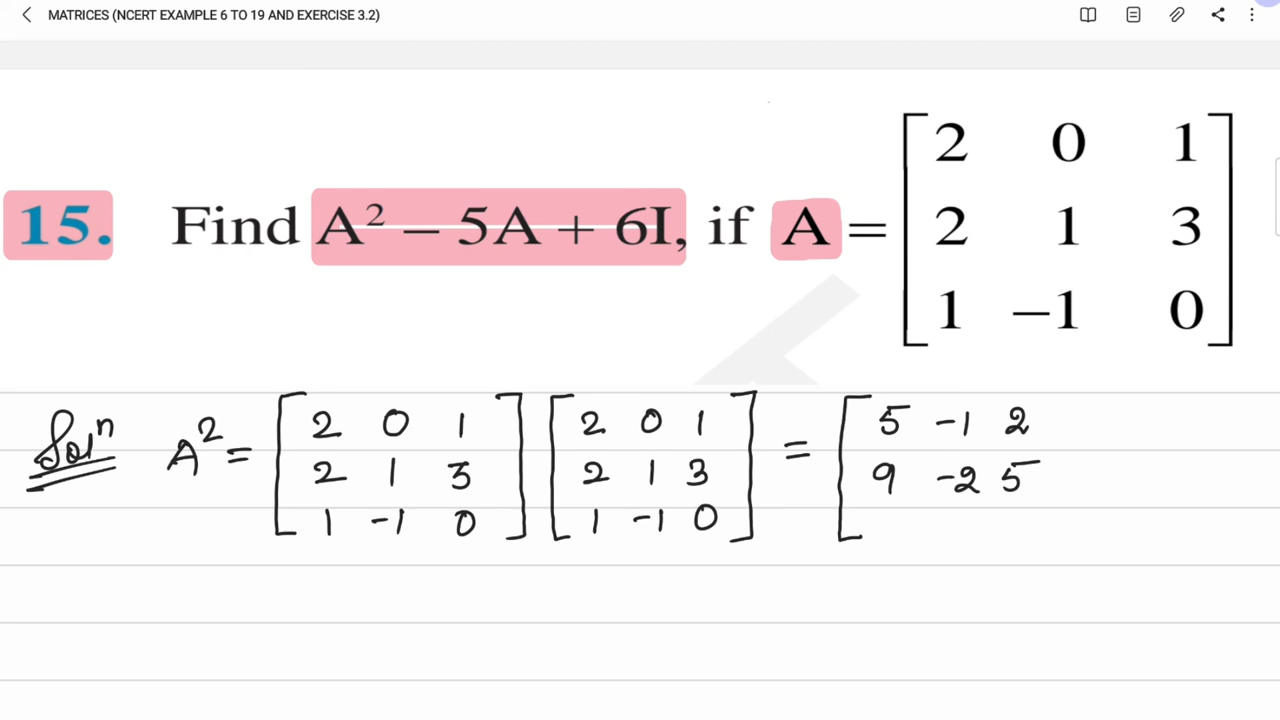 MATRICES (NCERT EXAMPLE 6 TO 19 AND EXERCISE 3.2)
15. Find A² – 5A + 6I, if A = [2 0 1
2 1 3
1 –1 0]
Solⁿ A² = [2 0 1 [2 0 1 = [5 -1 2
2 1 3 2 1 3 9 -2 5
1 -1 0] 1 -1 0]